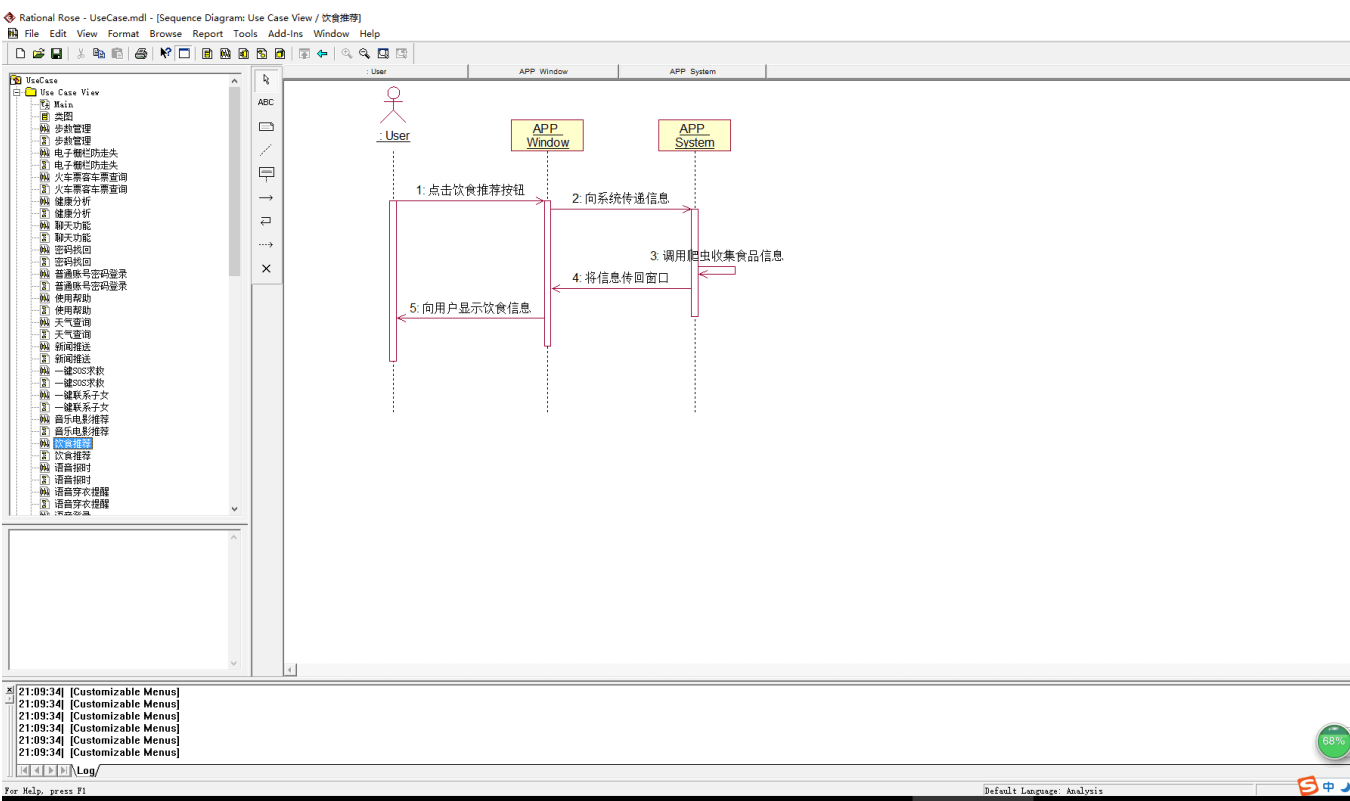 Rational Rose - UseCase.mdl - [Sequence Diagram: Use Case View / 饮食推荐]
File Edit View Format Browse Report Tools Add-Ins Window Help
UseCase
Use Case View
Main
类图
步数管理
步数管理
电子栅栏防走失
电子栅栏防走失
火车票客车票查询
火车票客车票查询
健康分析
健康分析
聊天功能
聊天功能
密码找回
密码找回
普通账号密码登录
普通账号密码登录
使用帮助
使用帮助
天气查询
天气查询
新闻推送
新闻推送
一键SOS求救
一键SOS求救
一键联系子女
一键联系子女
音乐电影推荐
音乐电影推荐
饮食推荐
饮食推荐
语音报时
语音报时
语音穿衣提醒
语音穿衣提醒
语音登录
ABC
: User APP Window APP System
: User
APP
Window
APP
System
1: 点击饮食推荐按钮
2: 向系统传递信息
3: 调用爬虫收集食品信息
4: 将信息传回窗口
5: 向用户显示饮食信息
21:09:34| [Customizable Menus]
21:09:34| [Customizable Menus]
21:09:34| [Customizable Menus]
21:09:34| [Customizable Menus]
21:09:34| [Customizable Menus]
21:09:34| [Customizable Menus]
Log
68%
For Help, press F1
Default Language: Analysis
S 中